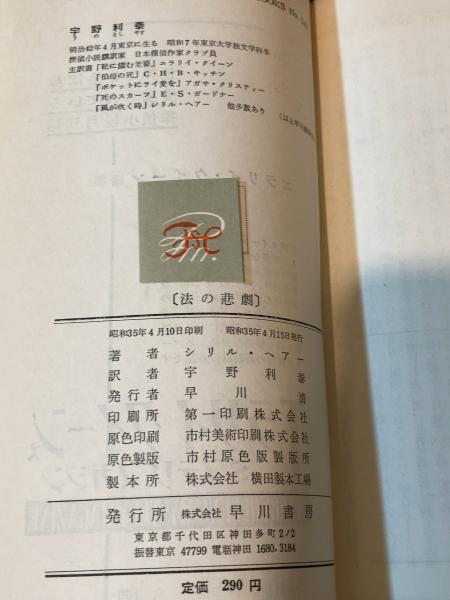 BOOKS No.
宇野利泰
うのとしやす
明治42年4月東京に生る 昭和7年東京大学独文学科卒
探偵小説飜訳家 日本探偵作家クラブ員
主訳書『靴に棲む老婆』エラリイ・クイーン
『伯母の死』C・H・B・キッチン
『ポケットにライ麦を』アガサ・クリスティー
『死のスカーフ』E・S・ガードナー
『風が吹く時』シリル・ヘアー 他多数あり
〔法の悲劇〕
昭和35年4月10日印刷 昭和35年4月15日発行
著者 シリル・ヘアー
訳者 宇野利泰
発行者 早川清
印刷所 第一印刷株式会社
原色印刷 市村美術印刷株式会社
原色製版 市村原色版製版所
製本所 株式会社 横田製本工場
発行所 株式会社 早川書房
東京都千代田区神田多町2ノ2
振替東京 47799 電話神田 1680,3184
定価 290円